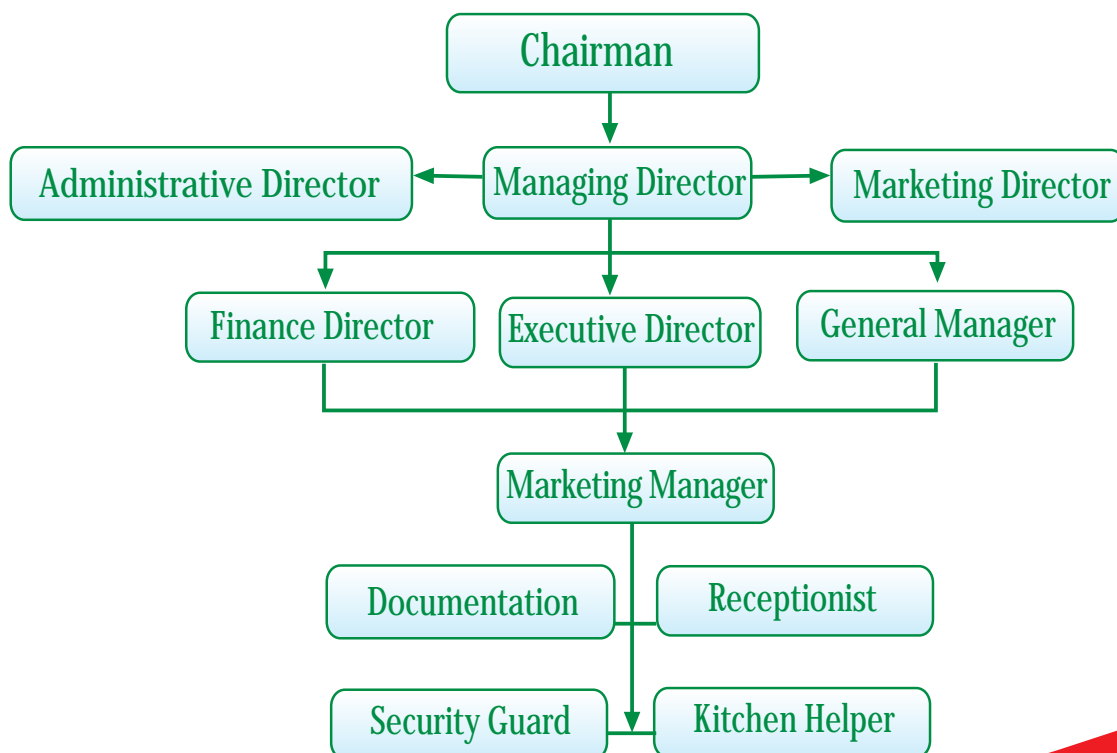 Chairman
Administrative Director
Managing Director
Marketing Director
Finance Director
Executive Director
General Manager
Marketing Manager
Documentation
Receptionist
Security Guard
Kitchen Helper